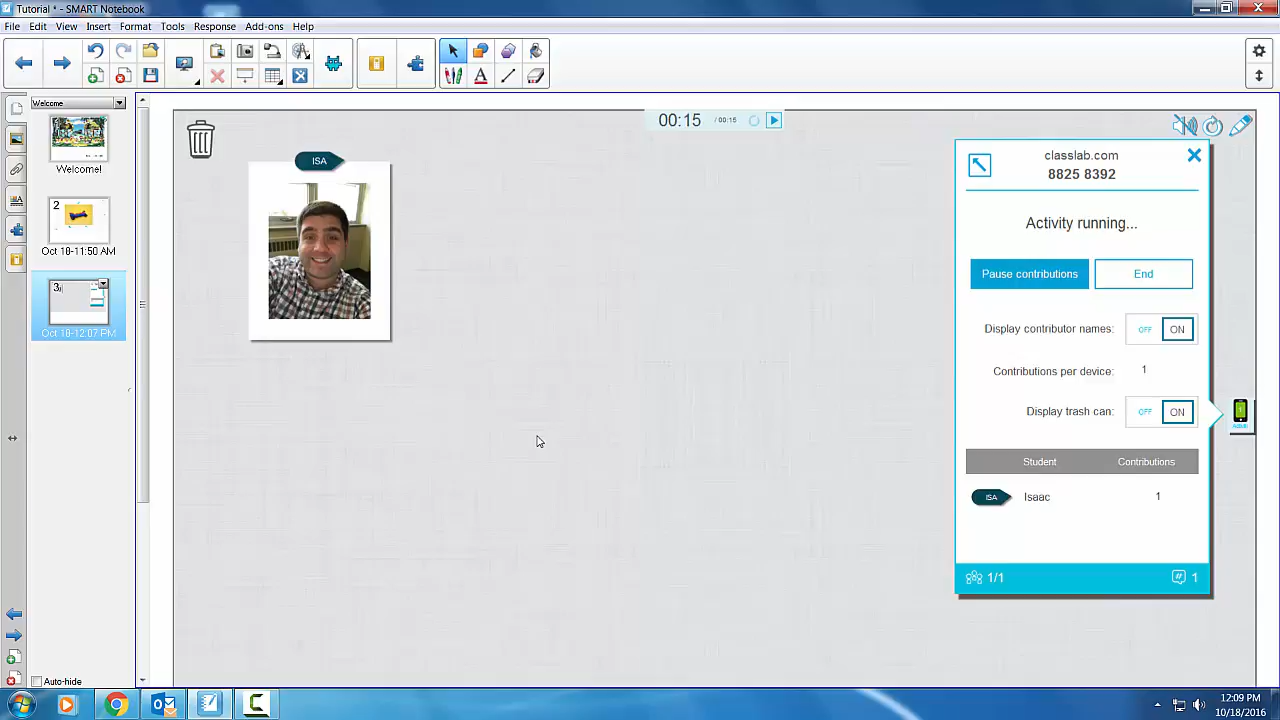 Tutorial * - SMART Notebook
File Edit View Insert Format Tools Response Add-ons Help
Welcome
Welcome!
2
Oct 18-11:50 AM
3
Oct 18-12:07 PM
Auto-hide
00:15 / 00:15
ISA
classlab.com
8825 8392
Activity running...
Pause contributions End
Display contributor names: OFF ON
Contributions per device: 1
Display trash can: OFF ON
Student Contributions
ISA Isaac 1
1/1 1
12:09 PM
10/18/2016